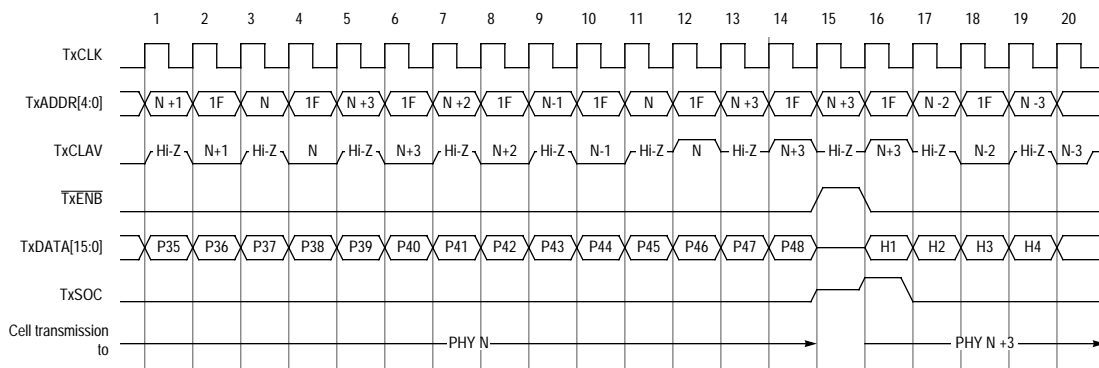 1 2 3 4 5 6 7 8 9 10 11 12 13 14 15 16 17 18 19 20
TxCLK
TxADDR[4:0] N +1 1F N 1F N +3 1F N +2 1F N-1 1F N 1F N +3 1F N +3 1F N -2 1F N -3
TxCLAV Hi-Z N+1 Hi-Z N Hi-Z N+3 Hi-Z N+2 Hi-Z N-1 Hi-Z N Hi-Z N+3 Hi-Z N+3 Hi-Z N-2 Hi-Z N-3
TxENB
TxDATA[15:0] P35 P36 P37 P38 P39 P40 P41 P42 P43 P44 P45 P46 P47 P48 H1 H2 H3 H4
TxSOC
Cell transmission
to PHY N PHY N +3